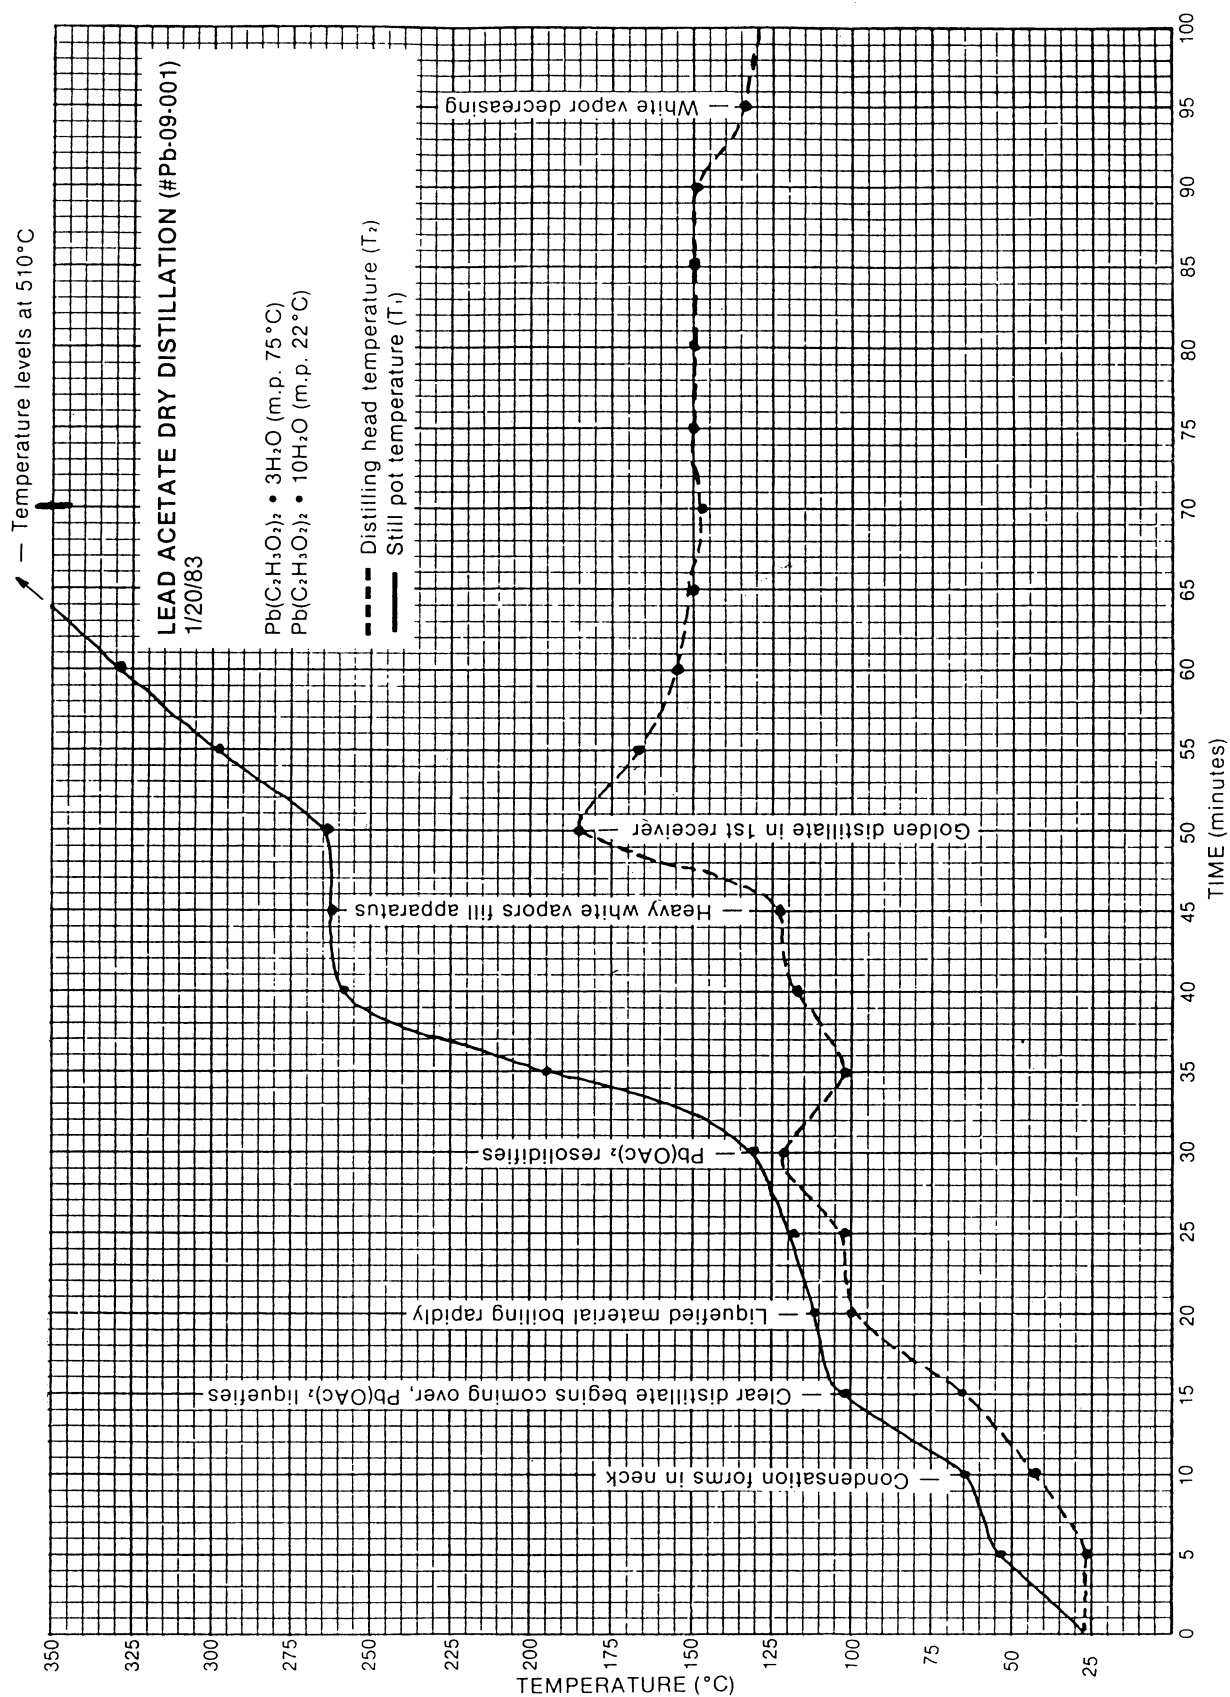 — Temperature levels at 510°C
LEAD ACETATE DRY DISTILLATION (#Pb-09-001)
1/20/83
Pb(C₂H₃O₂)₂ • 3H₂O (m.p. 75°C)
Pb(C₂H₃O₂)₂ • 10H₂O (m.p. 22°C)
Distilling head temperature (T₂)
Still pot temperature (T₁)
Condensation forms in neck
Clear distillate begins coming over, Pb(OAc)₂ liquefies
Liquefied material boiling rapidly
Pb(OAc)₂ resolidifies
Heavy white vapors fill apparatus
Golden distillate in 1st receiver
White vapor decreasing
TEMPERATURE (°C)
350
325
300
275
250
225
200
175
150
125
100
75
50
25
0
5
10
15
20
25
30
35
40
45
50
55
60
65
70
75
80
85
90
95
100
TIME (minutes)